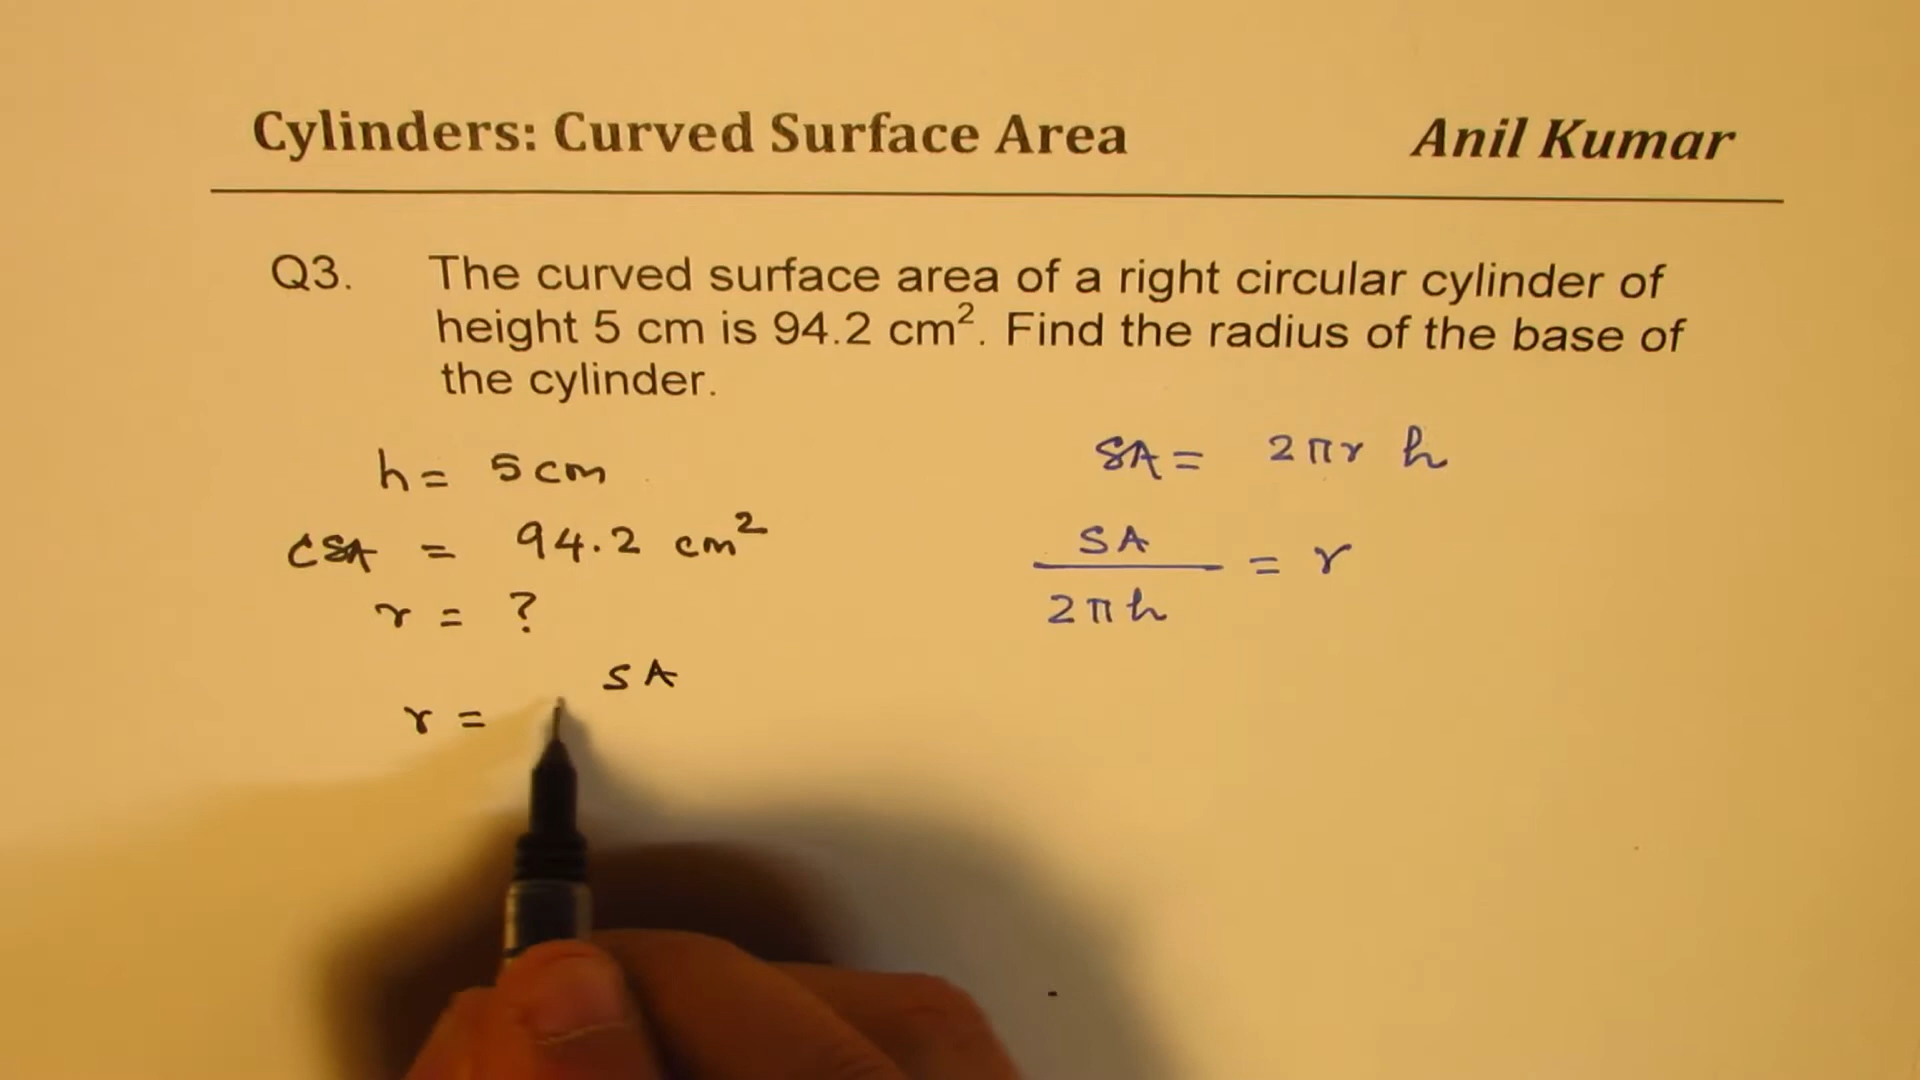 Cylinders: Curved Surface Area Anil Kumar
Q3. The curved surface area of a right circular cylinder of
height 5 cm is 94.2 cm². Find the radius of the base of
the cylinder.
h = 5 cm
CSA = 94.2 cm²
r = ?
SA
r =
SA = 2πr h
SA
2πh
= r